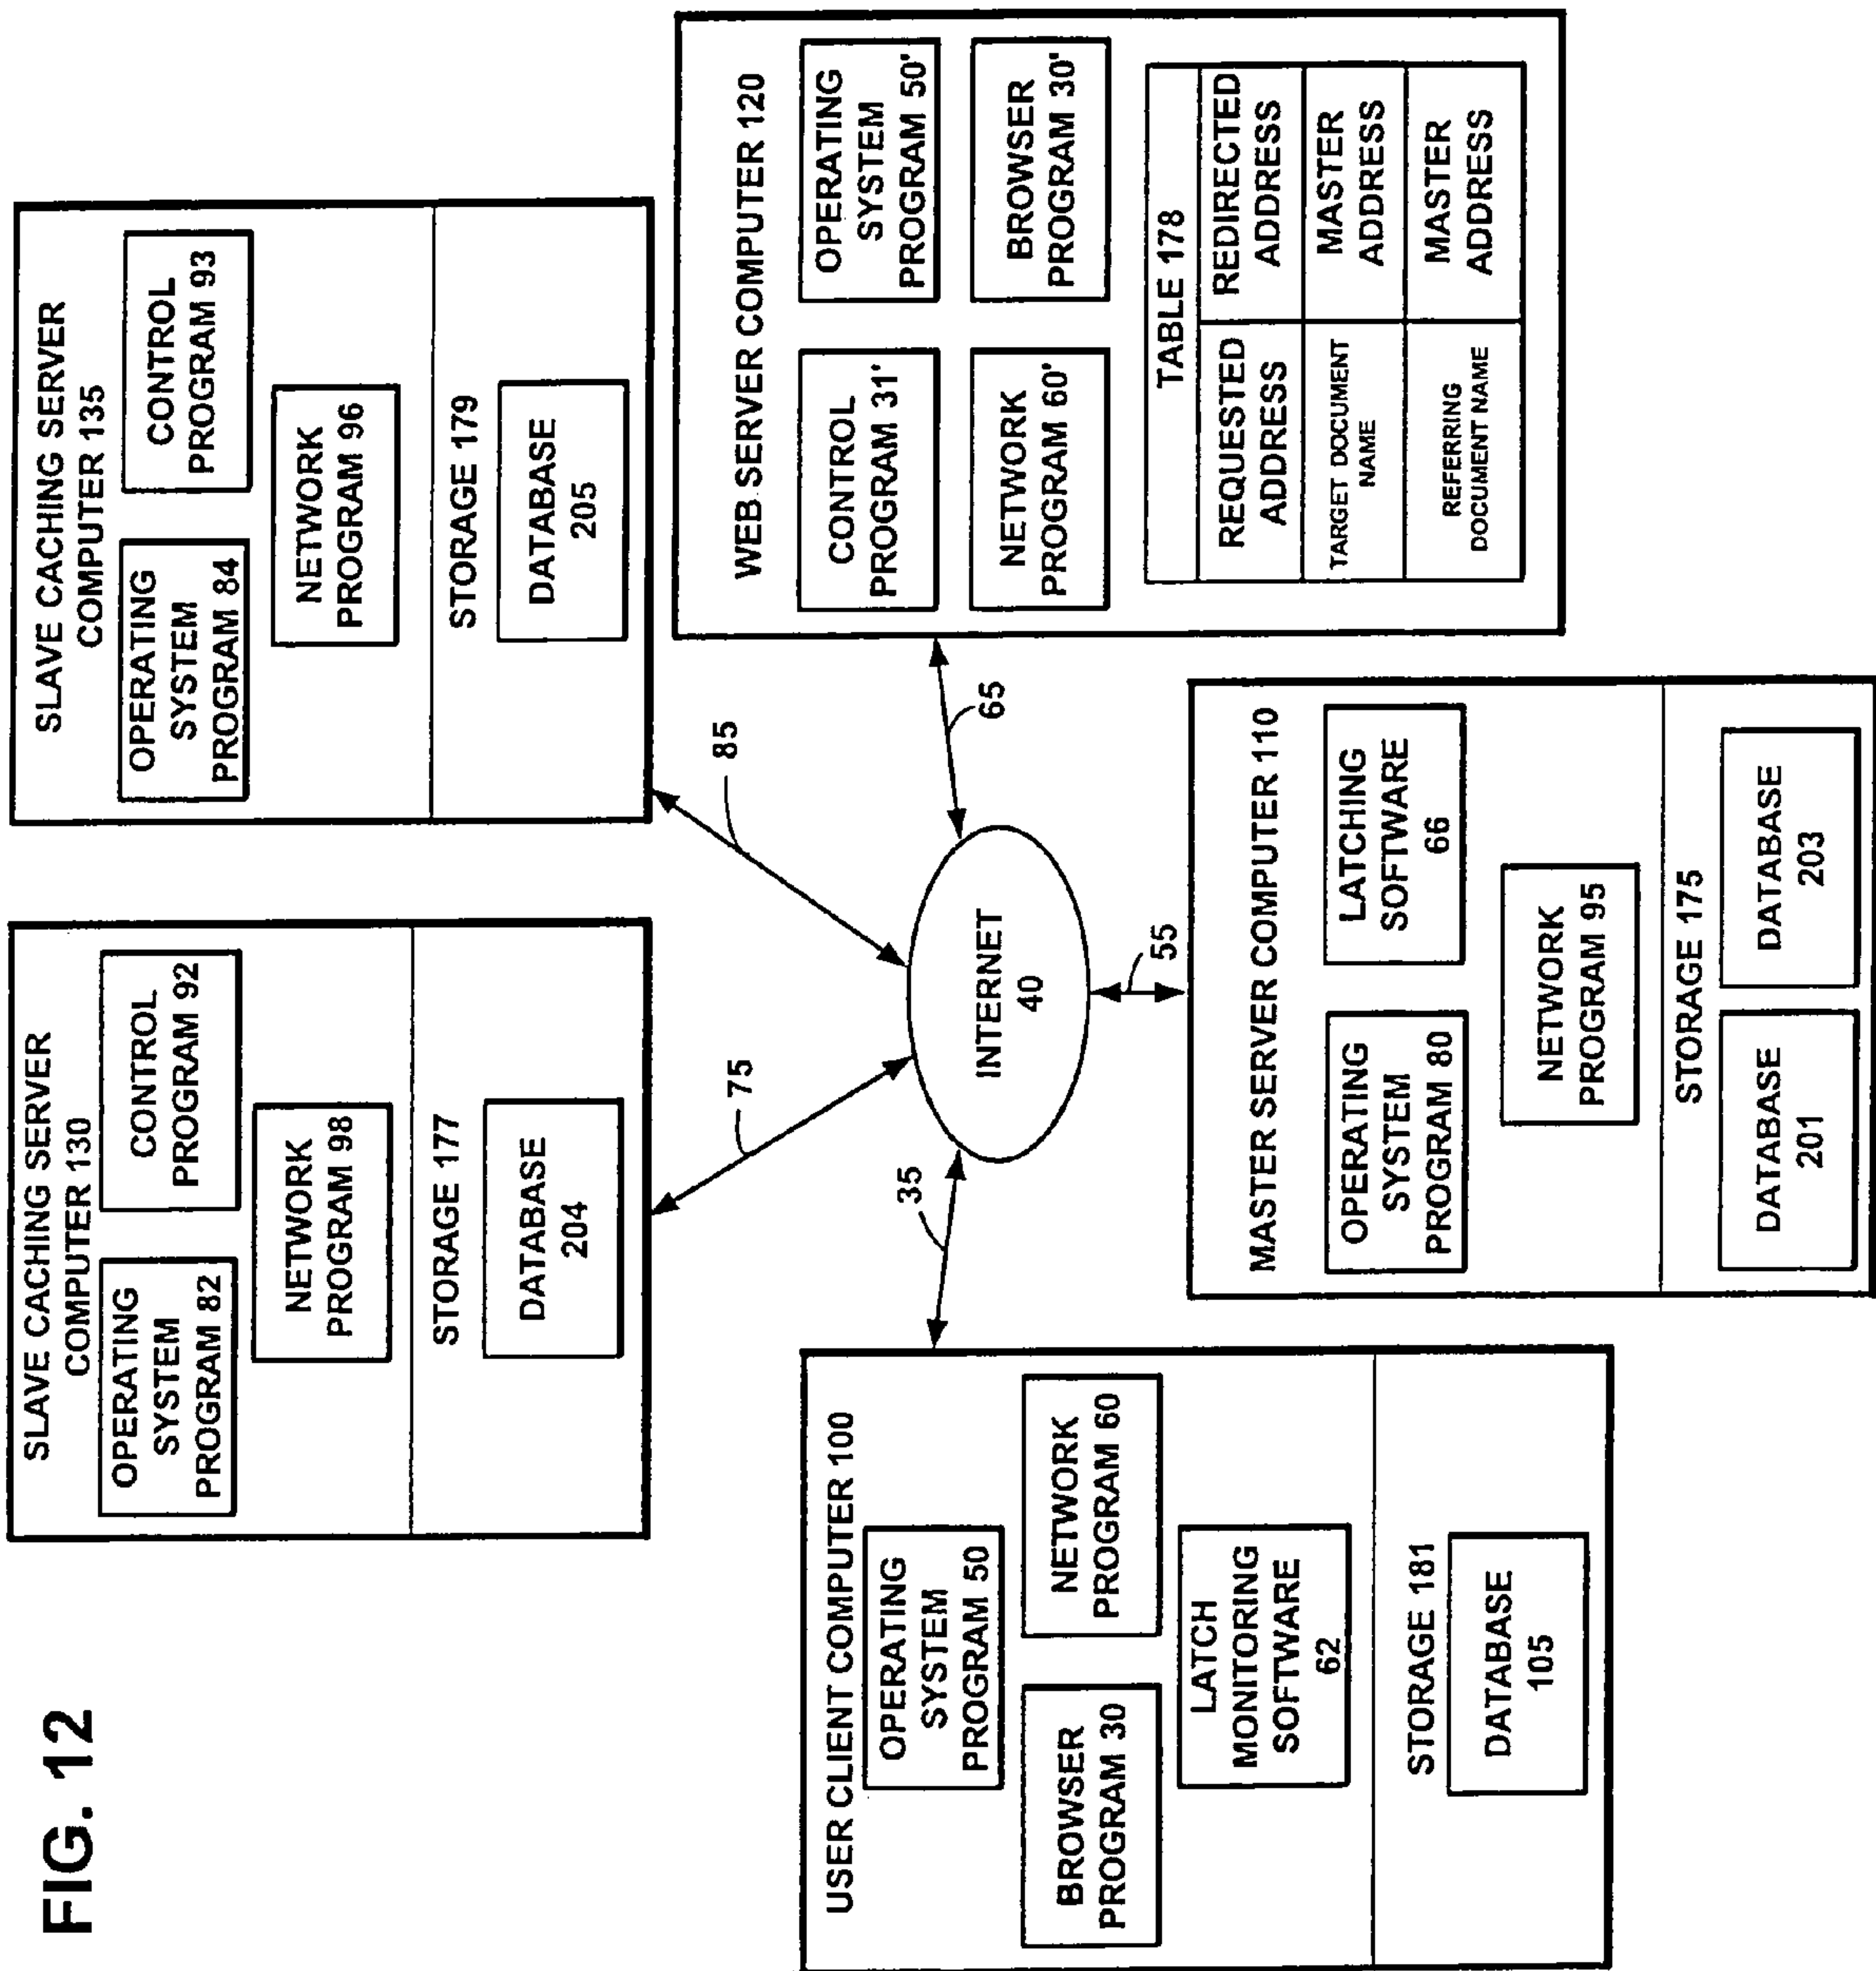 FIG. 12
SLAVE CACHING SERVER
COMPUTER 130
OPERATING
SYSTEM
PROGRAM 82
CONTROL
PROGRAM 92
NETWORK
PROGRAM 98
STORAGE 177
DATABASE
204
SLAVE CACHING SERVER
COMPUTER 135
OPERATING
SYSTEM
PROGRAM 84
CONTROL
PROGRAM 93
NETWORK
PROGRAM 96
STORAGE 179
DATABASE
205
75
85
35
65
55
INTERNET
40
USER CLIENT COMPUTER 100
OPERATING
SYSTEM
PROGRAM 50
BROWSER
PROGRAM 30
NETWORK
PROGRAM 60
LATCH
MONITORING
SOFTWARE
62
STORAGE 181
DATABASE
105
MASTER SERVER COMPUTER 110
OPERATING
SYSTEM
PROGRAM 80
LATCHING
SOFTWARE
66
NETWORK
PROGRAM 95
STORAGE 175
DATABASE
201
DATABASE
203
WEB SERVER COMPUTER 120
CONTROL
PROGRAM 31'
OPERATING
SYSTEM
PROGRAM 50'
NETWORK
PROGRAM 60'
BROWSER
PROGRAM 30'
TABLE 178
REQUESTED
ADDRESS
REDIRECTED
ADDRESS
TARGET DOCUMENT
NAME
MASTER
ADDRESS
REFERRING
DOCUMENT NAME
MASTER
ADDRESS